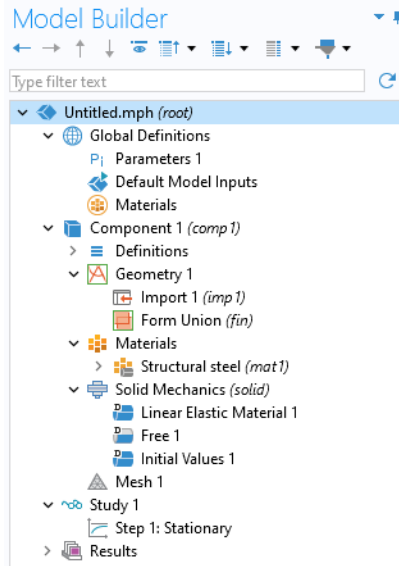 Model Builder
Type filter text
Untitled.mph (root)
Global Definitions
Pi Parameters 1
Default Model Inputs
Materials
Component 1 (comp1)
Definitions
Geometry 1
Import 1 (imp1)
Form Union (fin)
Materials
Structural steel (mat1)
Solid Mechanics (solid)
D Linear Elastic Material 1
D Free 1
D Initial Values 1
Mesh 1
Study 1
Step 1: Stationary
Results